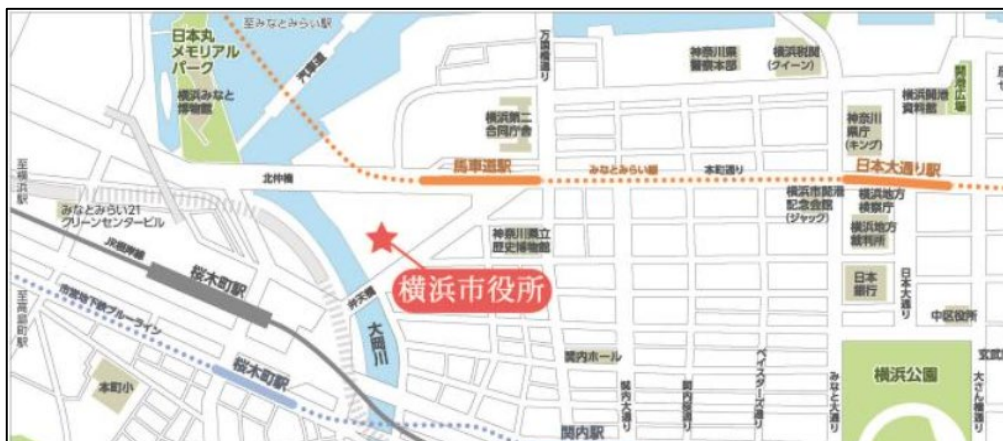 至みなとみらい駅
日本丸
メモリアル
パーク
汽車道
横浜みなと
博物館
万国橋通り
神奈川県
警察本部
横浜税関
(クイーン)
横浜第二
合同庁舎
神奈川
県庁
(キング)
横浜開港
資料館
開港広場
北仲橋
馬車道駅
みなとみらい線
本町通り
日本大通り駅
至横浜駅
みなとみらい21
グリーンセンタービル
JR根岸線
桜木町駅
横浜市役所
神奈川県立
歴史博物館
横浜市開港
記念会館
(ジャック)
横浜地方
検察庁
横浜地方
裁判所
日本
銀行
日本大通り
中区役所
至高島町駅
市営地下鉄ブルーライン
弁天橋
大岡川
桜木町駅
本町小
関内ホール
関内大通り
ベイスターズ通り
みなと大通り
横浜公園
大さん橋通り
関内駅